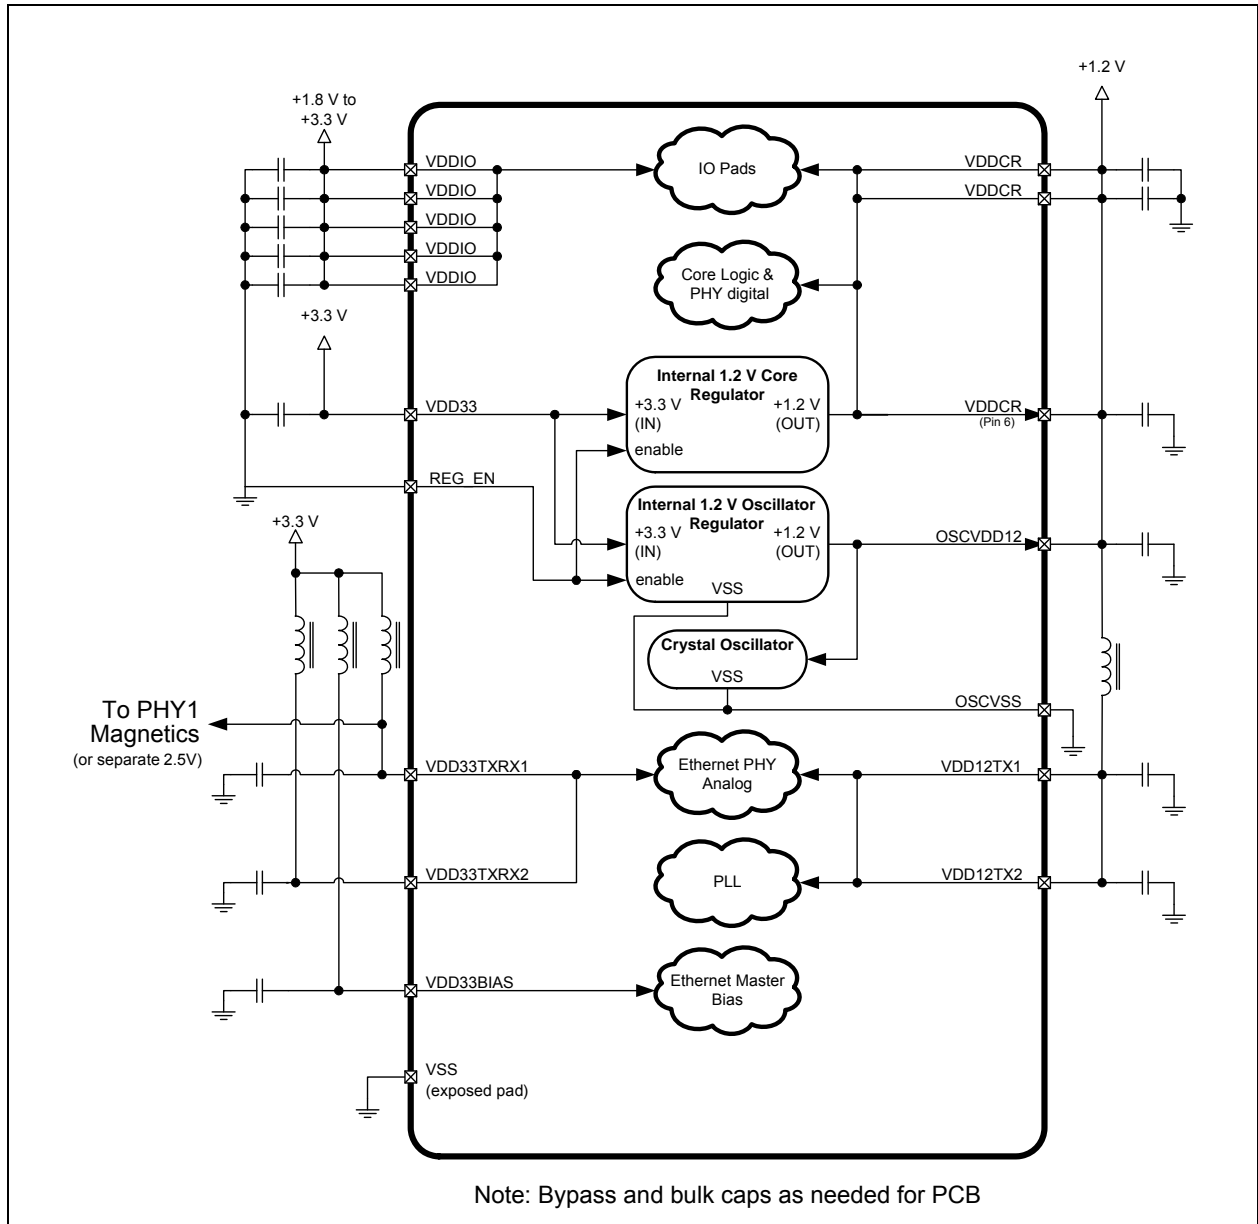 +1.2 V
+1.8 V to
+3.3 V
VDDIO
VDDIO
VDDIO
VDDIO
VDDIO
IO Pads
VDDCR
VDDCR
Core Logic &
PHY digital
+3.3 V
VDD33
Internal 1.2 V Core
Regulator
+3.3 V
(IN)
+1.2 V
(OUT)
enable
VDDCR
(Pin 6)
REG_EN
Internal 1.2 V Oscillator
Regulator
+3.3 V
(IN)
+1.2 V
(OUT)
enable
VSS
OSCVDD12
+3.3 V
Crystal Oscillator
VSS
OSCVSS
To PHY1
Magnetics
(or separate 2.5V)
VDD33TXRX1
Ethernet PHY
Analog
VDD12TX1
VDD33TXRX2
PLL
VDD12TX2
VDD33BIAS
Ethernet Master
Bias
VSS
(exposed pad)
Note: Bypass and bulk caps as needed for PCB